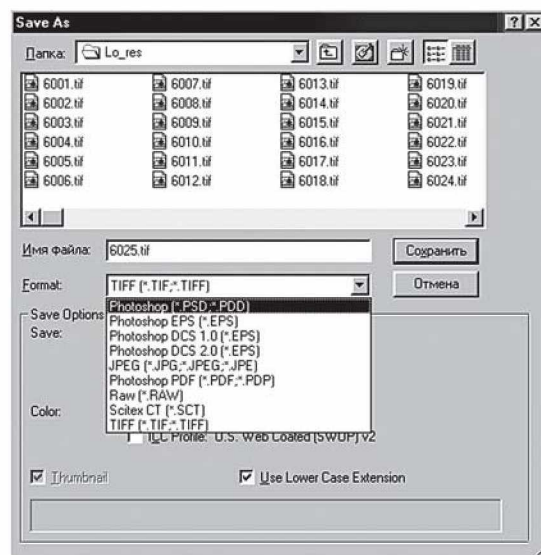 Save As
Папка: Lo_res
6001.tif 6007.tif 6013.tif 6019.tif
6002.tif 6008.tif 6014.tif 6020.tif
6003.tif 6009.tif 6015.tif 6021.tif
6004.tif 6010.tif 6016.tif 6022.tif
6005.tif 6011.tif 6017.tif 6023.tif
6006.tif 6012.tif 6018.tif 6024.tif
Имя файла: 6025.tif Сохранить
Format: TIFF (*.TIF;*.TIFF) Отмена
Photoshop (*.PSD;*.PDD)
Save Options Photoshop EPS (*.EPS)
Save: Photoshop DCS 1.0 (*.EPS)
Photoshop DCS 2.0 (*.EPS)
JPEG (*.JPG;*.JPEG;*.JPE)
Photoshop PDF (*.PDF;*.PDP)
Raw (*.RAW)
Color: Scitex CT (*.SCT)
TIFF (*.TIF;*.TIFF)
ICC Profile: U.S. Web Coated (SWOP) v2
Thumbnail Use Lower Case Extension